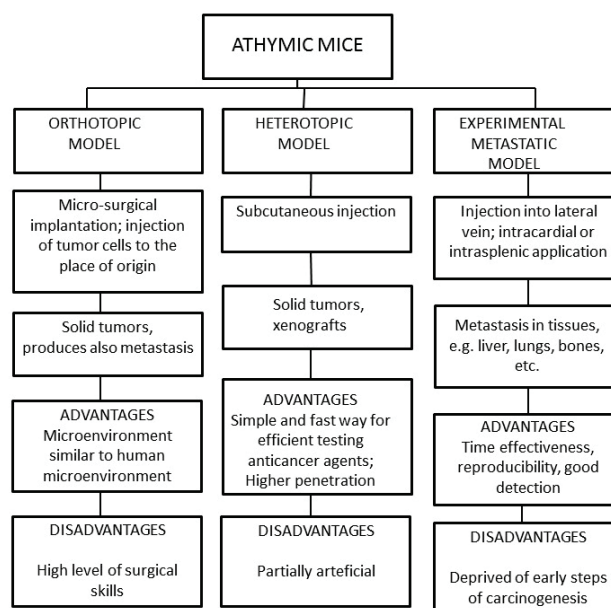 ATHYMIC MICE
ORTHOTOPIC
MODEL
Micro-surgical
implantation; injection
of tumor cells to the
place of origin
Solid tumors,
produces also metastasis
ADVANTAGES
Microenvironment
similar to human
microenvironment
DISADVANTAGES
High level of surgical
skills
HETEROTOPIC
MODEL
Subcutaneous injection
Solid tumors,
xenografts
ADVANTAGES
Simple and fast way for
efficient testing
anticancer agents;
Higher penetration
DISADVANTAGES
Partially arteficial
EXPERIMENTAL
METASTATIC
MODEL
Injection into lateral
vein; intracardial or
intrasplenic application
Metastasis in tissues,
e.g. liver, lungs, bones,
etc.
ADVANTAGES
Time effectiveness,
reproducibility, good
detection
DISADVANTAGES
Deprived of early steps
of carcinogenesis